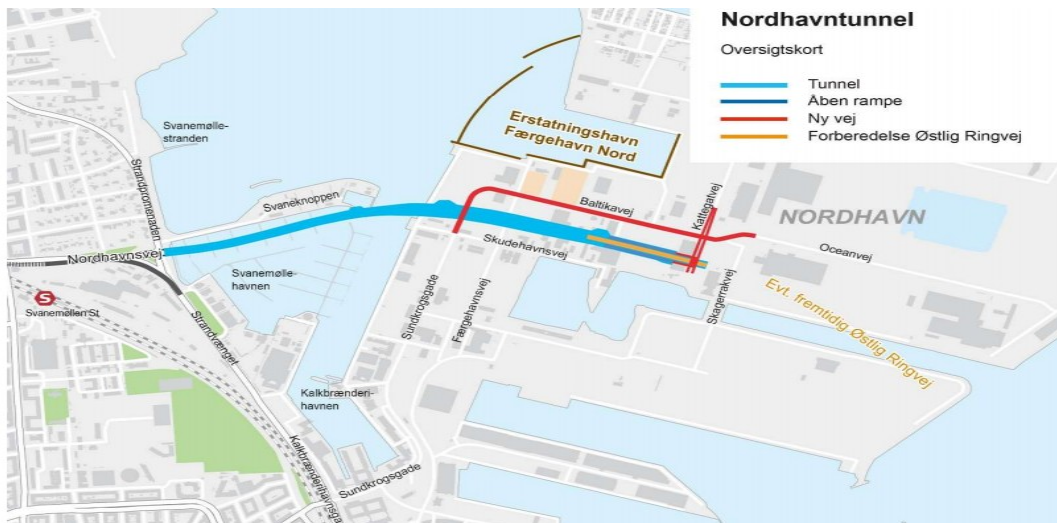 Nordhavntunnel
Oversigtskort
Tunnel
Åben rampe
Ny vej
Forberedelse Østlig Ringvej
Svanemølle-
stranden
Strandpromenaden
Erstatningshavn
Færgehavn Nord
Svaneknoppen
Baltikavej
Kattegatvej
NORDHAVN
Nordhavnsvej
Skudehavnsvej
Oceanvej
Svanemølle-
havnen
S
Svanemøllen St
Strandvænget
Sundkrogsgade
Færgehavnsvej
Skagerrakvej
Evt. fremtidig Østlig Ringvej
Kalkbrænderi-
havnen
Kalkbrænderihavnsga
Sundkrogsgade